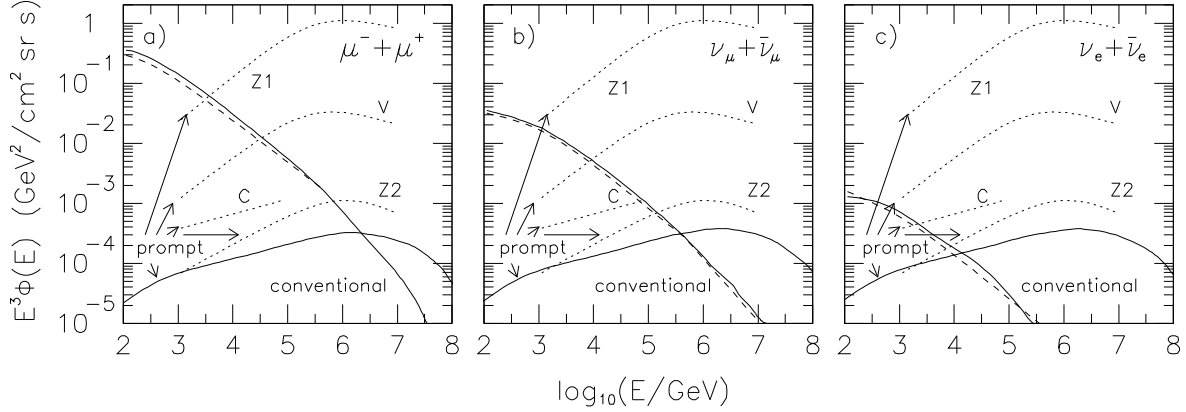 E³Φ(E) (GeV²/cm² sr s)
1
10⁻¹
10⁻²
10⁻³
10⁻⁴
10⁻⁵
a) μ⁻+μ⁺
Z1
V
C
Z2
prompt
conventional
2 3 4 5 6 7 8
b) ν_μ+ν̄_μ
Z1
V
C
Z2
prompt
conventional
2 3 4 5 6 7 8
c) ν_e+ν̄_e
Z1
V
C
Z2
prompt
conventional
2 3 4 5 6 7 8
log₁₀(E/GeV)